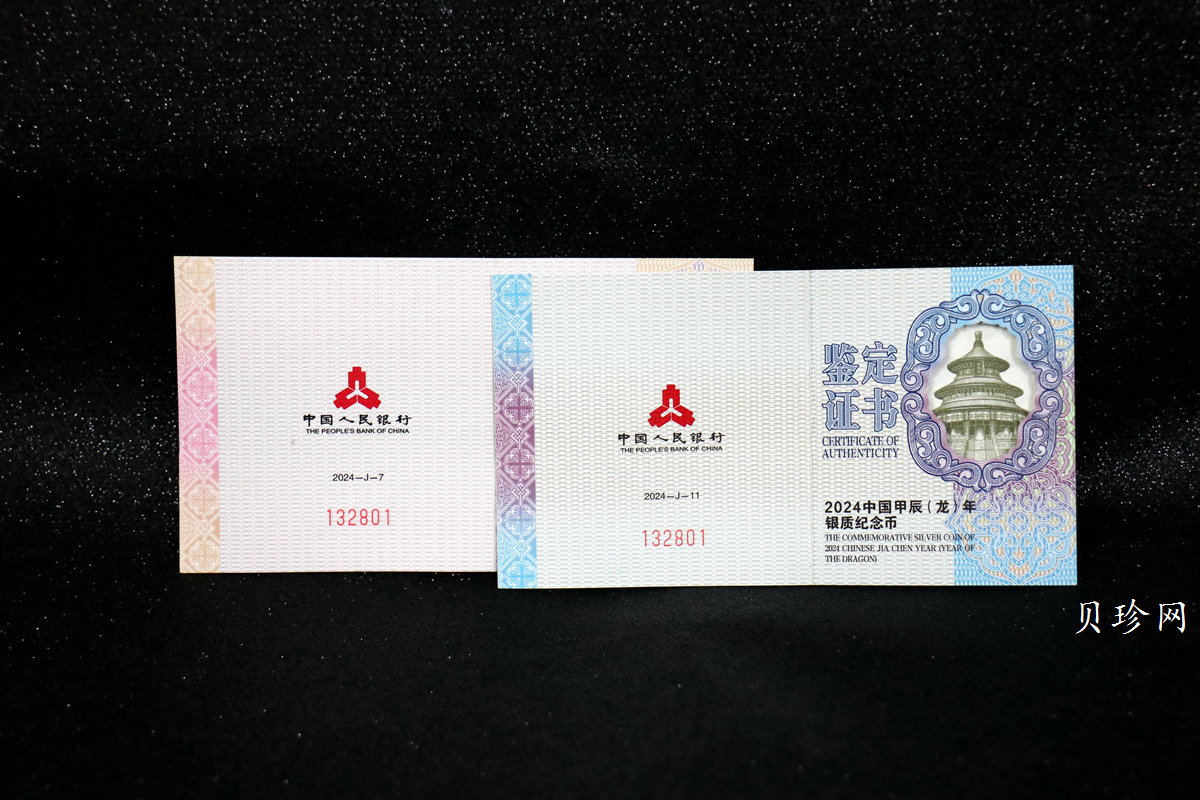 中国人民银行
THE PEOPLE'S BANK OF CHINA
2024-J-7
132801
中国人民银行
THE PEOPLE'S BANK OF CHINA
2024-J-11
132801
鉴定
证书
CERTIFICATE OF
AUTHENTICITY
2024中国甲辰（龙）年
银质纪念币
THE COMMEMORATIVE SILVER COIN OF
2024 CHINESE JIA CHEN YEAR (YEAR OF
THE DRAGON)
贝珍网